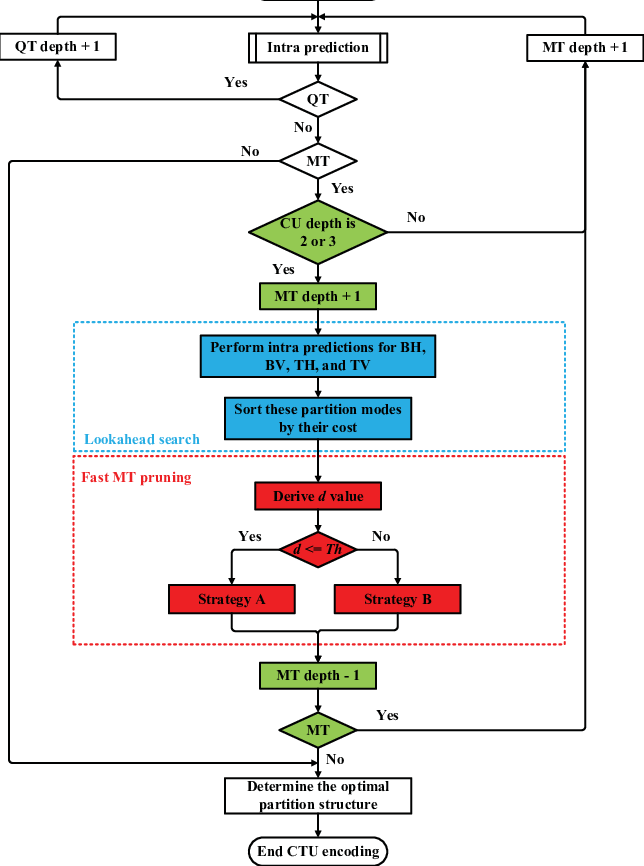 QT depth + 1
Intra prediction
MT depth +1
Yes
QT
No
No
MT
Yes
CU depth is
2 or 3
No
Yes
MT depth + 1
Perform intra predictions for BH,
BV, TH, and TV
Sort these partition modes
by their cost
Lookahead search
Fast MT pruning
Derive d value
Yes
d <= Th
No
Strategy A
Strategy B
MT depth - 1
MT
Yes
No
Determine the optimal
partition structure
End CTU encoding